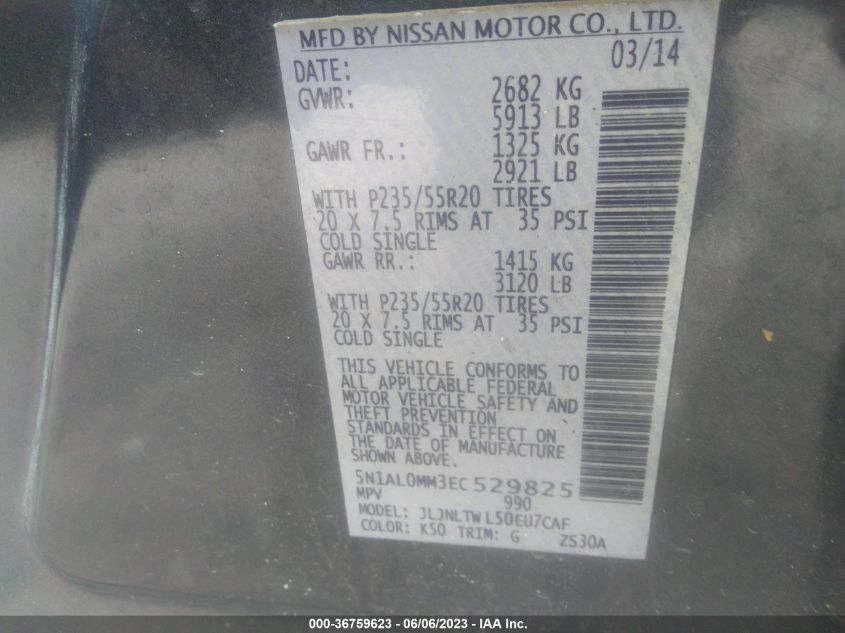 MFD BY NISSAN MOTOR CO., LTD.
DATE: 03/14
GVWR: 2682 KG
5913 LB
GAWR FR.: 1325 KG
2921 LB
WITH P235/55R20 TIRES
20 X 7.5 RIMS AT 35 PSI
COLD SINGLE
GAWR RR.: 1415 KG
3120 LB
WITH P235/55R20 TIRES
20 X 7.5 RIMS AT 35 PSI
COLD SINGLE
THIS VEHICLE CONFORMS TO
ALL APPLICABLE FEDERAL
MOTOR VEHICLE SAFETY AND
THEFT PREVENTION
STANDARDS IN EFFECT ON
THE DATE OF MANUFACTURE
SHOWN ABOVE.
5N1AL0MM3EC529825
MPV 990
MODEL: JLJNLTWL50EU7CAF
COLOR: K50 TRIM: G ZS30A
000-36759623 - 06/06/2023 - IAA Inc.